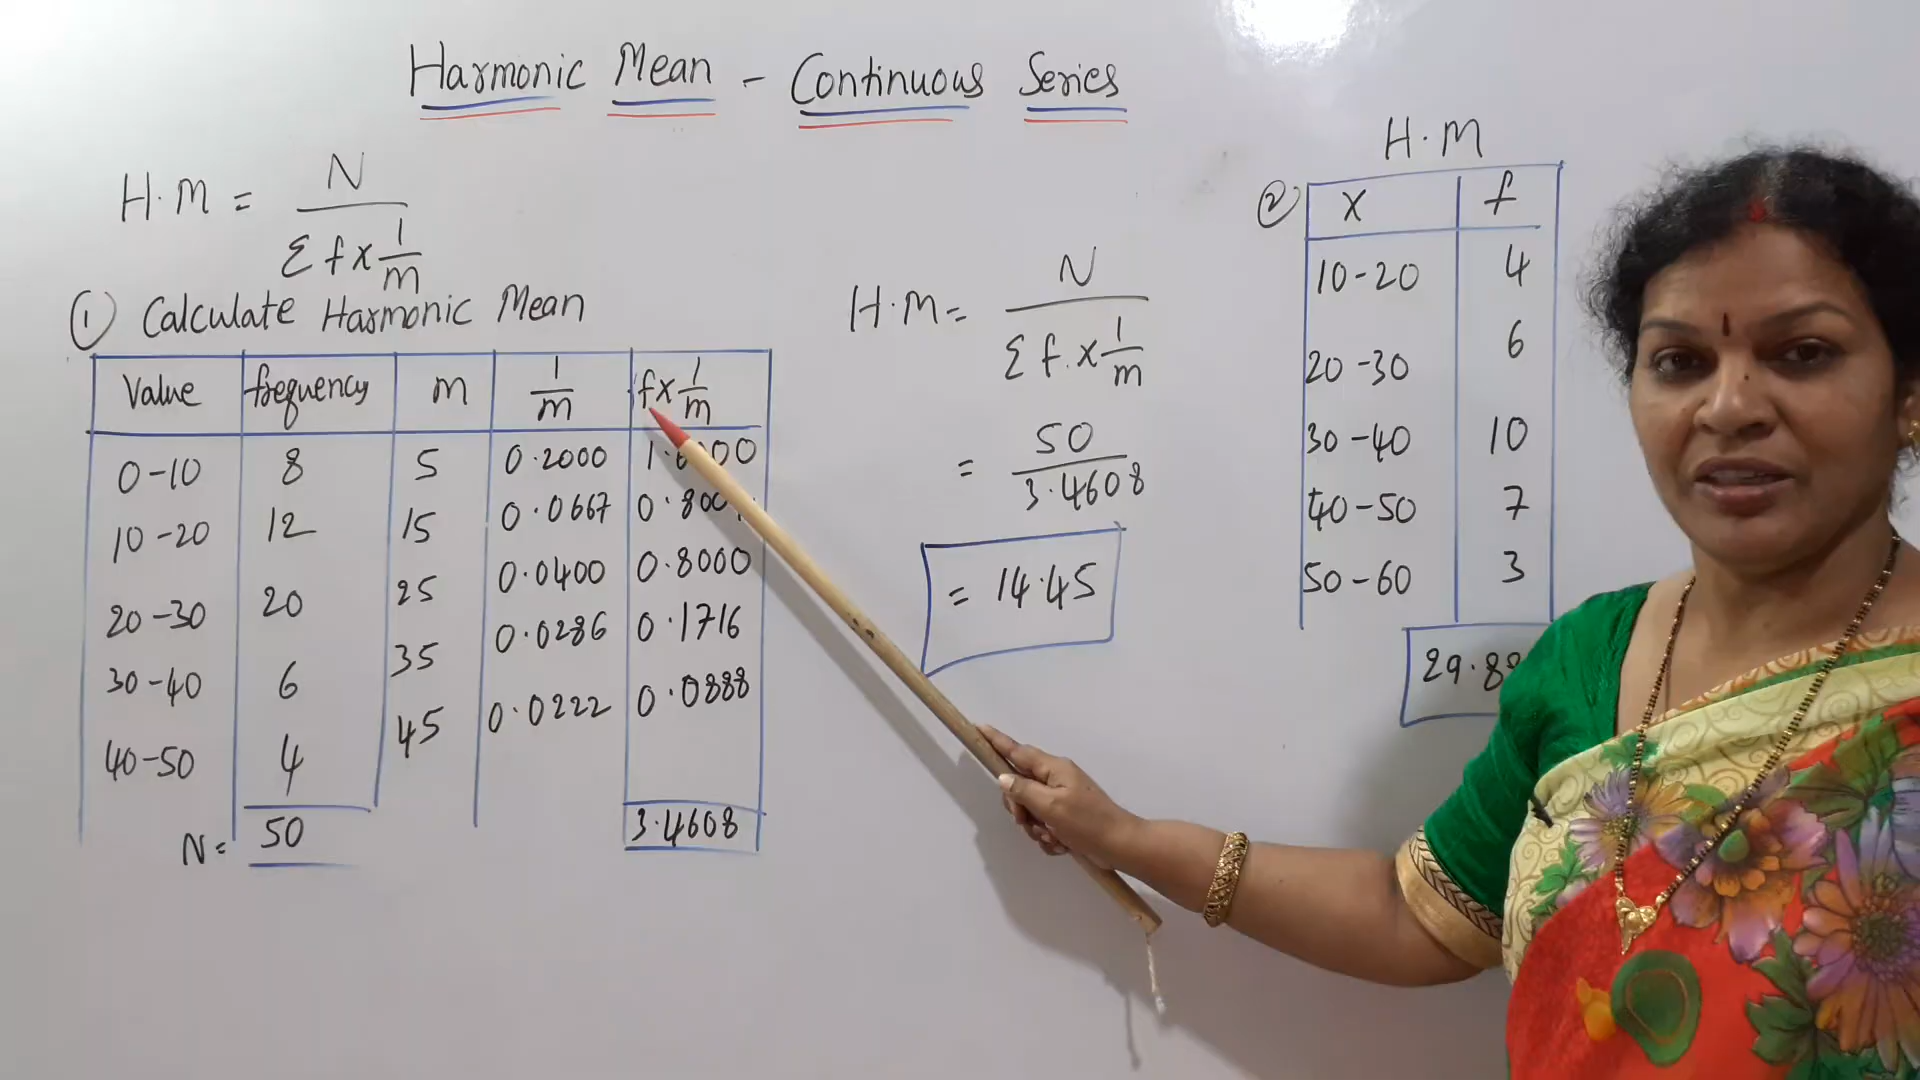 Harmonic Mean - Continuous Series
H.M = N / Σ f x 1/m
① Calculate Harmonic Mean
Value frequency m 1/m f x 1/m
0-10 8 5 0.2000
10-20 12 15 0.0667
20-30 20 25 0.0400 0.8000
30-40 6 35 0.0286 0.1716
40-50 4 45 0.0222 0.0888
N = 50 3.4608
H.M = N / Σ f. x 1/m
= 50 / 3.4608
= 14.45
H.M
② X f
10-20 4
20-30 6
30-40 10
40-50 7
50-60 3